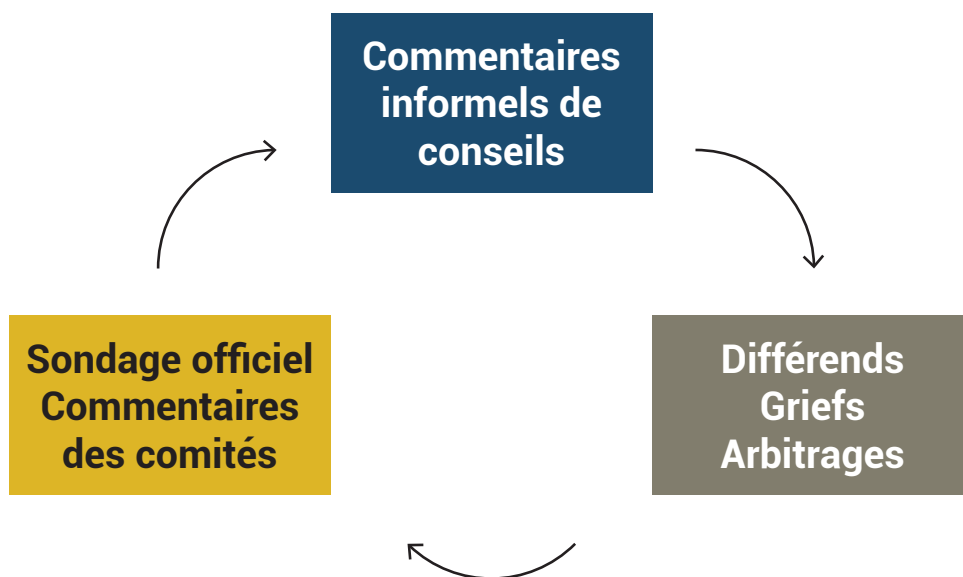 Commentaires
informels de
conseils
Sondage officiel
Commentaires
des comités
Différends
Griefs
Arbitrages